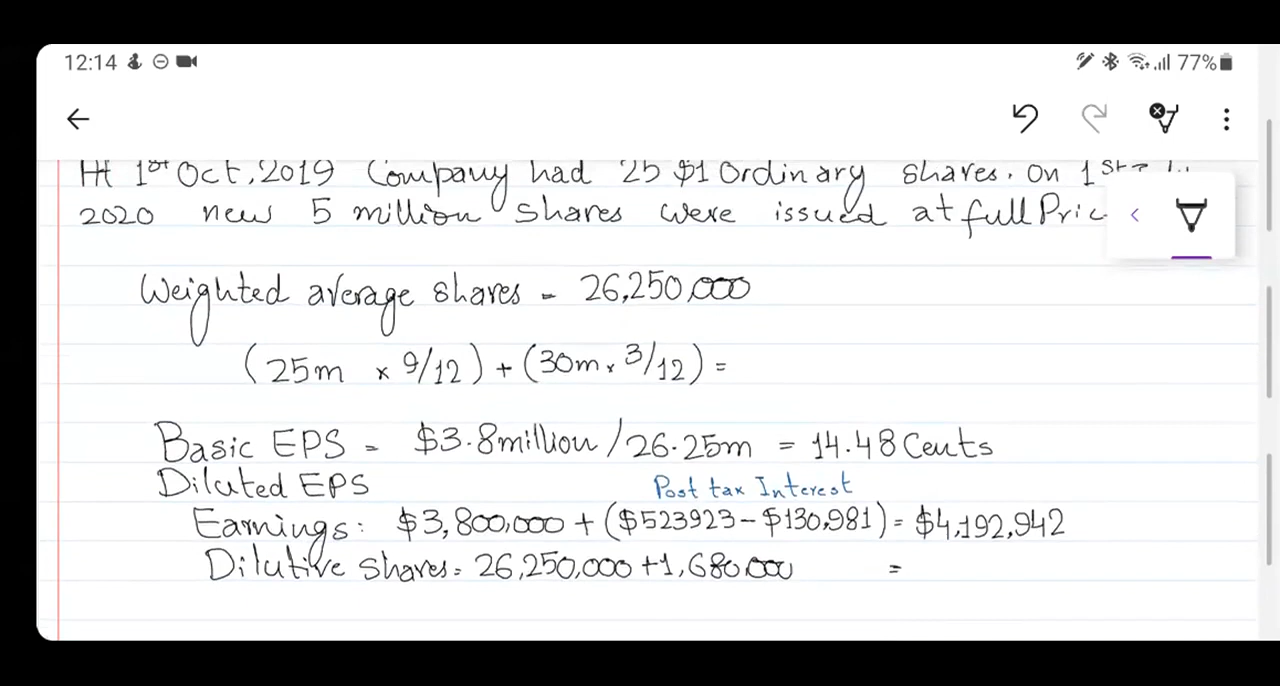 12:14 77%
At 1st Oct, 2019 Company had 25 $1 Ordinary shares. On 1st
2020 new 5 million shares were issued at full Pric
Weighted average shares = 26,250,000
(25m x 9/12) + (30m x 3/12) =
Basic EPS = $3.8million / 26.25m = 14.48 Cents
Diluted EPS Post tax Interest
Earnings: $3,800,000 + ($523923 - $130,981) = $4,192,942
Dilutive shares = 26,250,000 + 1,680,000 =